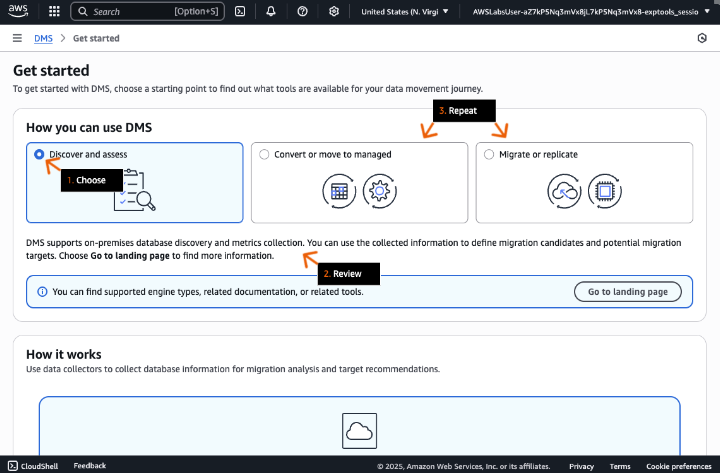 aws
Search
[Option+S]
United States (N. Virgi
AWSLabsUser-aZ7kP5Nq3mVx8jL7kP5Nq3mVx8-exptools_sessio
DMS > Get started
Get started
To get started with DMS, choose a starting point to find out what tools are available for your data movement journey.
3. Repeat
How you can use DMS
Discover and assess
Convert or move to managed
Migrate or replicate
1. Choose
DMS supports on-premises database discovery and metrics collection. You can use the collected information to define migration candidates and potential migration
targets. Choose Go to landing page to find more information.
2. Review
You can find supported engine types, related documentation, or related tools.
Go to landing page
How it works
Use data collectors to collect database information for migration analysis and target recommendations.
CloudShell
Feedback
© 2025, Amazon Web Services, Inc. or its affiliates.
Privacy
Terms
Cookie preferences